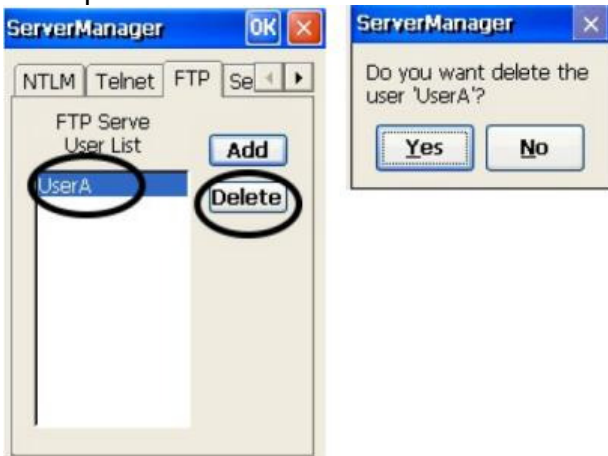 ServerManager OK
NTLM Telnet FTP Se
FTP Serve
User List
Add
UserA
Delete
ServerManager
Do you want delete the
user 'UserA'?
Yes No